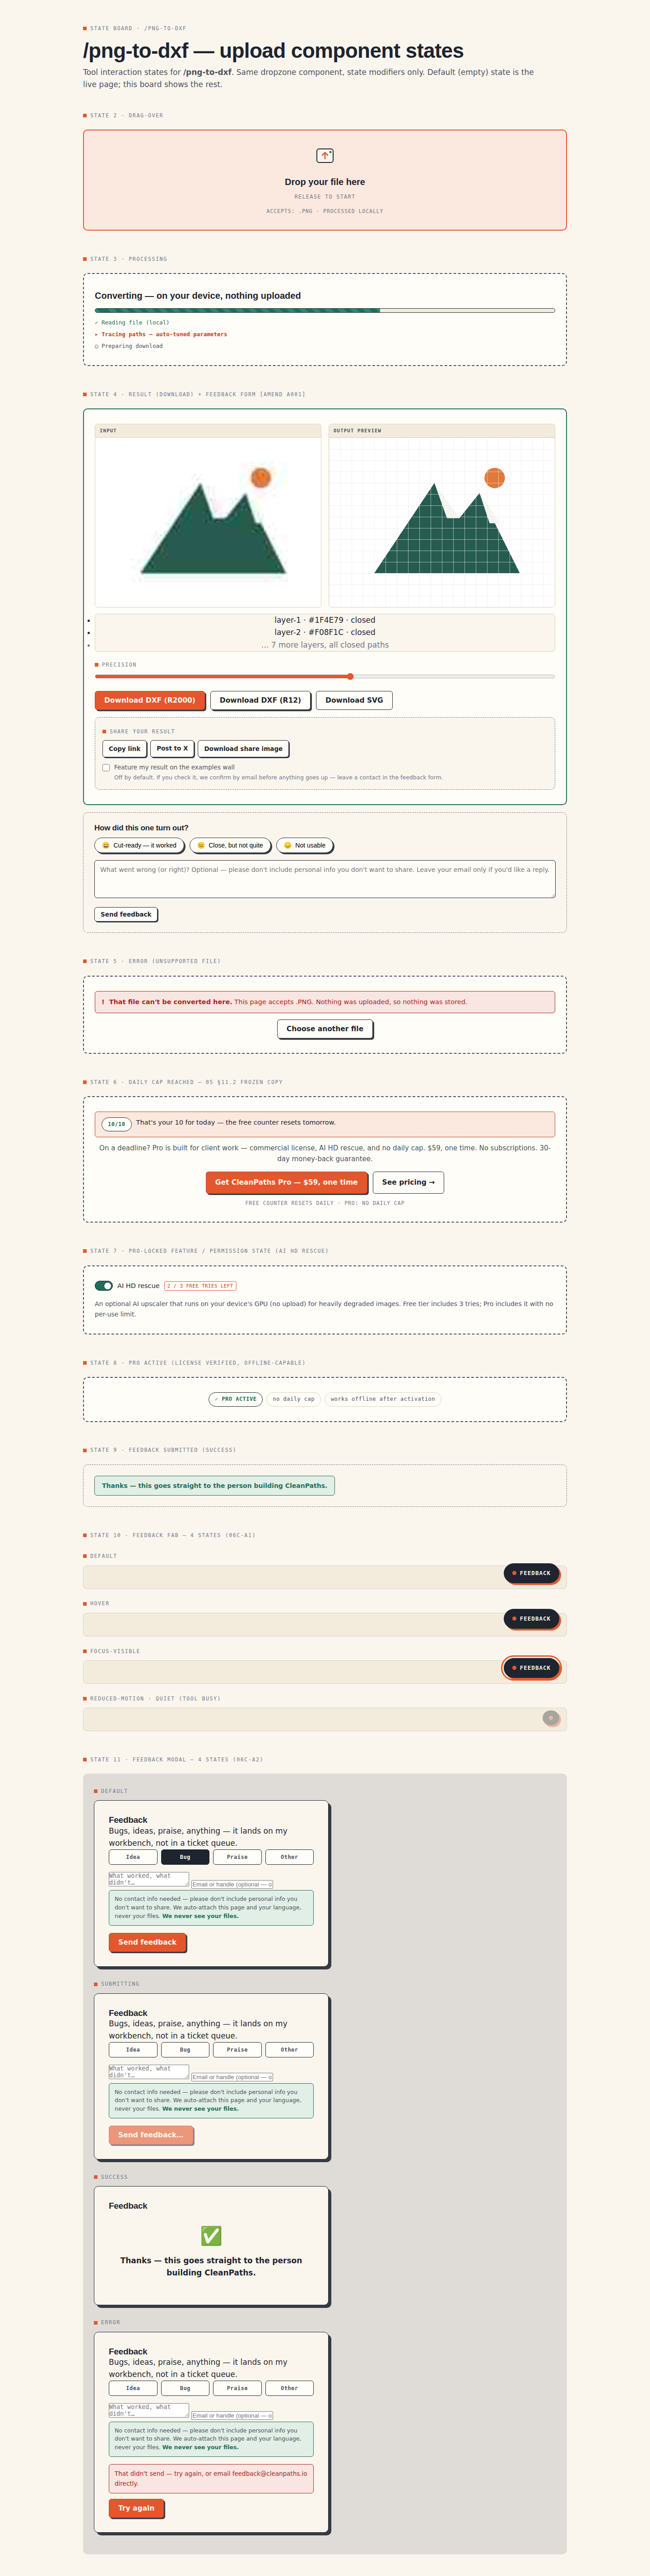 STATE BOARD · /PNG-TO-DXF
/png-to-dxf — upload component states
Tool interaction states for /png-to-dxf. Same dropzone component, state modifiers only. Default (empty) state is the
live page; this board shows the rest.
STATE 2 · DRAG-OVER
Drop your file here
RELEASE TO START
ACCEPTS: .PNG · PROCESSED LOCALLY
STATE 3 · PROCESSING
Converting — on your device, nothing uploaded
✓ Reading file (local)
▸ Tracing paths — auto-tuned parameters
○ Preparing download
STATE 4 · RESULT (DOWNLOAD) + FEEDBACK FORM [AMEND A001]
INPUT
OUTPUT PREVIEW
layer-1 · #1F4E79 · closed
layer-2 · #F08F1C · closed
… 7 more layers, all closed paths
PRECISION
Download DXF (R2000)
Download DXF (R12)
Download SVG
SHARE YOUR RESULT
Copy link
Post to X
Download share image
Feature my result on the examples wall
Off by default. If you check it, we confirm by email before anything goes up — leave a contact in the feedback form.
How did this one turn out?
😄 Cut-ready — it worked
😐 Close, but not quite
😞 Not usable
What went wrong (or right)? Optional — please don't include personal info you don't want to share. Leave your email only if you'd like a reply.
Send feedback
STATE 5 · ERROR (UNSUPPORTED FILE)
! That file can't be converted here. This page accepts .PNG. Nothing was uploaded, so nothing was stored.
Choose another file
STATE 6 · DAILY CAP REACHED — 05 §11.2 FROZEN COPY
10/10 That's your 10 for today — the free counter resets tomorrow.
On a deadline? Pro is built for client work — commercial license, AI HD rescue, and no daily cap. $59, one time. No subscriptions. 30-
day money-back guarantee.
Get CleanPaths Pro — $59, one time
See pricing →
FREE COUNTER RESETS DAILY · PRO: NO DAILY CAP
STATE 7 · PRO-LOCKED FEATURE / PERMISSION STATE (AI HD RESCUE)
AI HD rescue 2 / 3 FREE TRIES LEFT
An optional AI upscaler that runs on your device's GPU (no upload) for heavily degraded images. Free tier includes 3 tries; Pro includes it with no
per-use limit.
STATE 8 · PRO ACTIVE (LICENSE VERIFIED, OFFLINE-CAPABLE)
✓ PRO ACTIVE
no daily cap
works offline after activation
STATE 9 · FEEDBACK SUBMITTED (SUCCESS)
Thanks — this goes straight to the person building CleanPaths.
STATE 10 · FEEDBACK FAB — 4 STATES (06C-A1)
DEFAULT
FEEDBACK
HOVER
FEEDBACK
FOCUS-VISIBLE
FEEDBACK
REDUCED-MOTION · QUIET (TOOL BUSY)
STATE 11 · FEEDBACK MODAL — 4 STATES (06C-A2)
DEFAULT
Feedback
Bugs, ideas, praise, anything — it lands on my
workbench, not in a ticket queue.
Idea
Bug
Praise
Other
What worked, what
didn't…
Email or handle (optional — o
No contact info needed — please don't include personal info you
don't want to share. We auto-attach this page and your language,
never your files. We never see your files.
Send feedback
SUBMITTING
Feedback
Bugs, ideas, praise, anything — it lands on my
workbench, not in a ticket queue.
Idea
Bug
Praise
Other
What worked, what
didn't…
Email or handle (optional — o
No contact info needed — please don't include personal info you
don't want to share. We auto-attach this page and your language,
never your files. We never see your files.
Send feedback…
SUCCESS
Feedback
Thanks — this goes straight to the person
building CleanPaths.
ERROR
Feedback
Bugs, ideas, praise, anything — it lands on my
workbench, not in a ticket queue.
Idea
Bug
Praise
Other
What worked, what
didn't…
Email or handle (optional — o
No contact info needed — please don't include personal info you
don't want to share. We auto-attach this page and your language,
never your files. We never see your files.
That didn't send — try again, or email feedback@cleanpaths.io
directly.
Try again